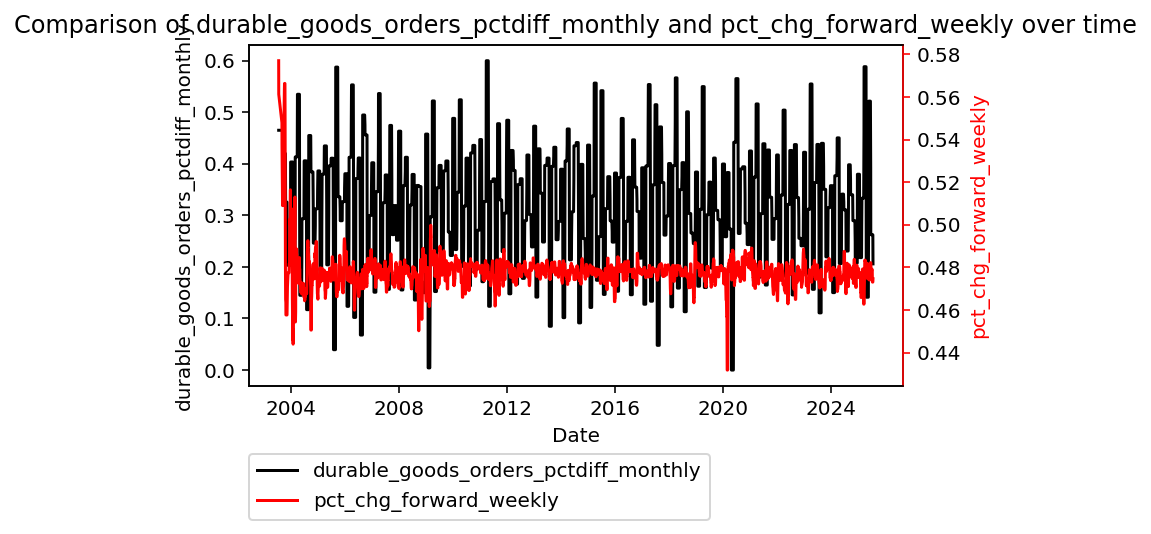 Comparison of durable_goods_orders_pctdiff_monthly and pct_chg_forward_weekly over time
durable_goods_orders_pctdiff_monthly
0.6
0.5
0.4
0.3
0.2
0.1
0.0
0.58
0.56
0.54
0.52
0.50
0.48
0.46
0.44
pct_chg_forward_weekly
2004 2008 2012 2016 2020 2024
Date
durable_goods_orders_pctdiff_monthly
pct_chg_forward_weekly